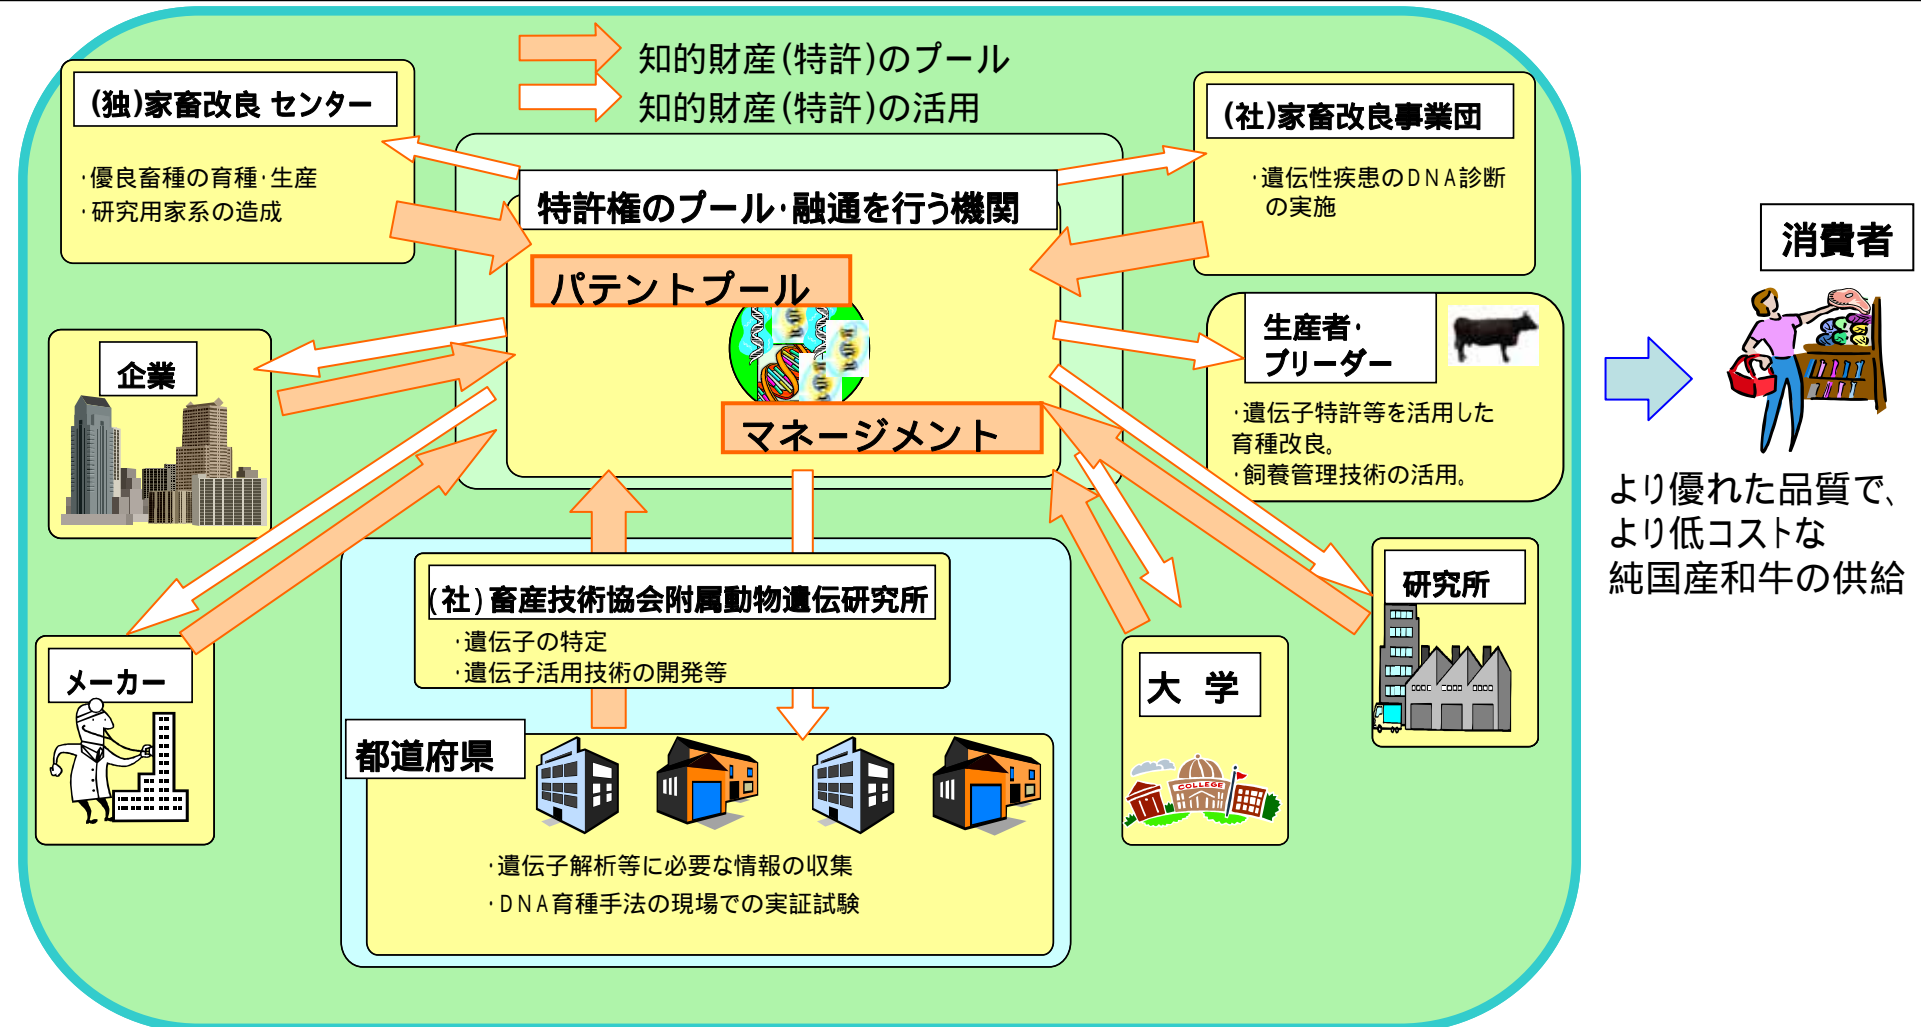 知的財産(特許)のプール
知的財産(特許)の活用
(独)家畜改良 センター
・優良畜種の育種・生産
・研究用家系の造成
(社)家畜改良事業団
・遺伝性疾患のDNA診断
の実施
特許権のプール・融通を行う機関
パテントプール
マネージメント
企業
生産者・
ブリーダー
・遺伝子特許等を活用した
育種改良。
・飼養管理技術の活用。
消費者
より優れた品質で、
より低コストな
純国産和牛の供給
(社)畜産技術協会附属動物遺伝研究所
・遺伝子の特定
・遺伝子活用技術の開発等
研究所
メーカー
大 学
COLLEGE
都道府県
・遺伝子解析等に必要な情報の収集
・DNA育種手法の現場での実証試験